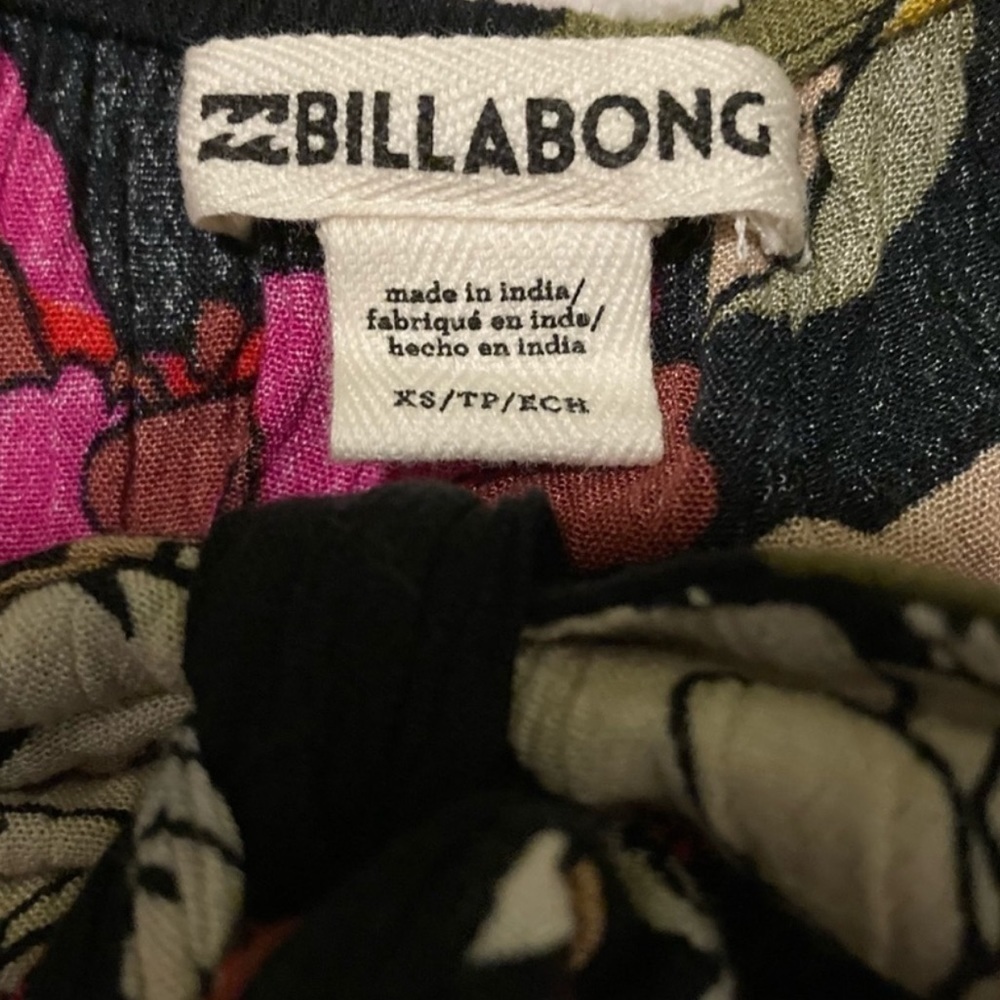 BILLABONG
made in india/
fabriqué en inde/
hecho en india
XS/TP/ECH